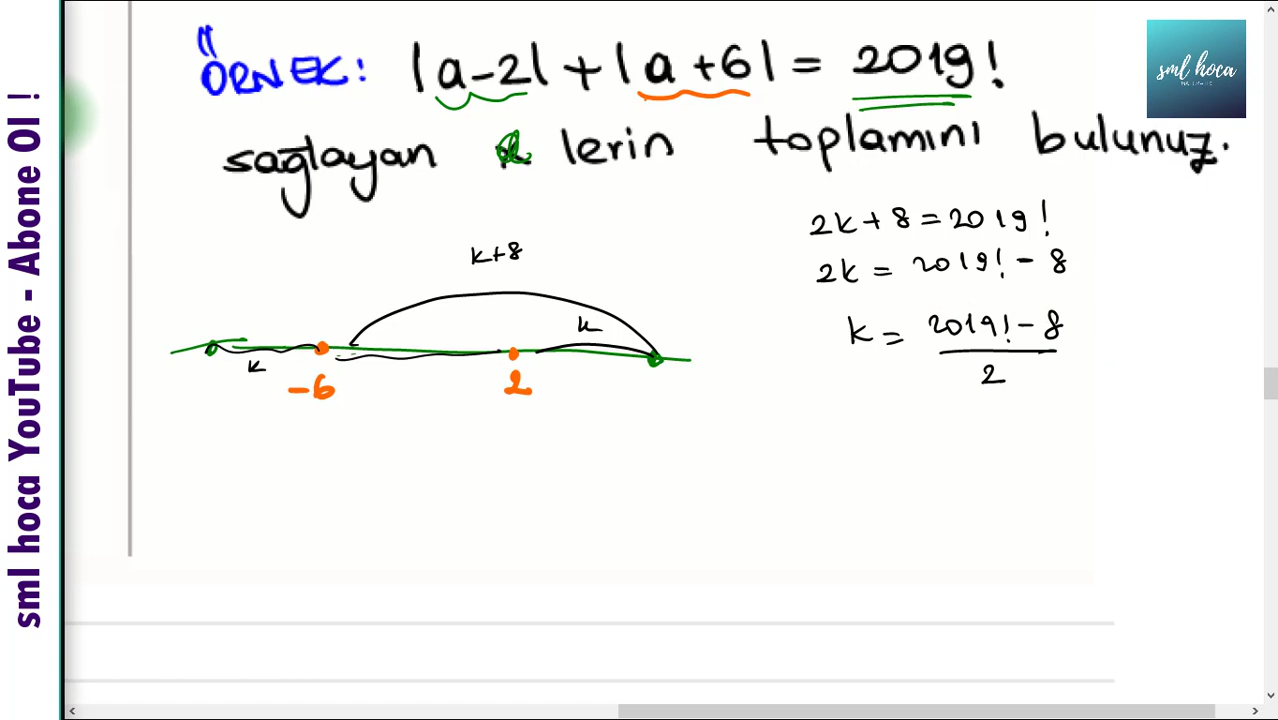 sml hoca YouTube - Abone Ol !
sml hoca
ÖRNEK: |a-2| + |a+6| = 2019!
sağlayan a lerin toplamını bulunuz.
2k+8 = 2019!
2k = 2019! - 8
k = 2019! - 8
2
k+8
k
k
-6
2